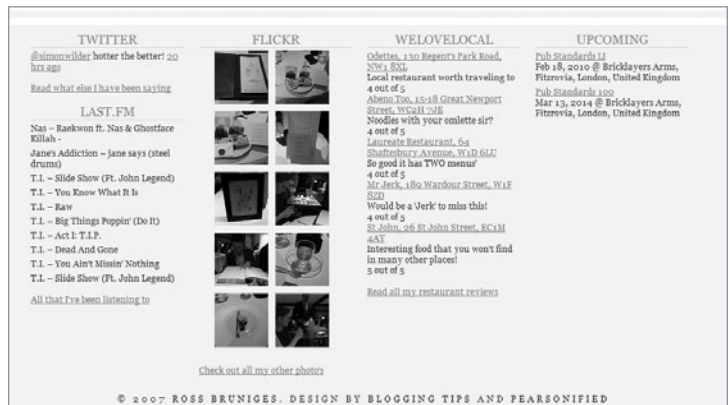 TWITTER
@simonwilder hotter the better! 20
hrs ago
Read what else I have been saying
LAST.FM
Nas – Raekwon ft. Nas & Ghostface
Killah -
Jane's Addiction – jane says (steel
drums)
T.I. – Slide Show (Ft. John Legend)
T.I. – You Know What It Is
T.I. – Raw
T.I. – Big Things Poppin' (Do It)
T.I. – Act I: T.I.P.
T.I. – Dead And Gone
T.I. – You Ain't Missin' Nothing
T.I. – Slide Show (Ft. John Legend)
All that I've been listening to
FLICKR
Check out all my other photo's
WELOVELOCAL
Odettes, 130 Regent's Park Road,
NW1 8XL
Local restaurant worth traveling to
4 out of 5
Abeno Too, 15-18 Great Newport
Street, WC2H 7JE
Noodles with your omlette sir?
4 out of 5
Laureate Restaurant, 64
Shaftesbury Avenue, W1D 6LU
So good it has TWO menus'
4 out of 5
Mr Jerk, 189 Wardour Street, W1F
8ZD
Would be a 'Jerk' to miss this!
4 out of 5
St John, 26 St John Street, EC1M
4AY
Interesting food that you won't find
in many other places!
5 out of 5
Read all my restaurant reviews
UPCOMING
Pub Standards LI
Feb 18, 2010 @ Bricklayers Arms,
Fitzrovia, London, United Kingdom
Pub Standards 100
Mar 13, 2014 @ Bricklayers Arms,
Fitzrovia, London, United Kingdom
© 2007 ROSS BRUNIGES. DESIGN BY BLOGGING TIPS AND PEARSONIFIED